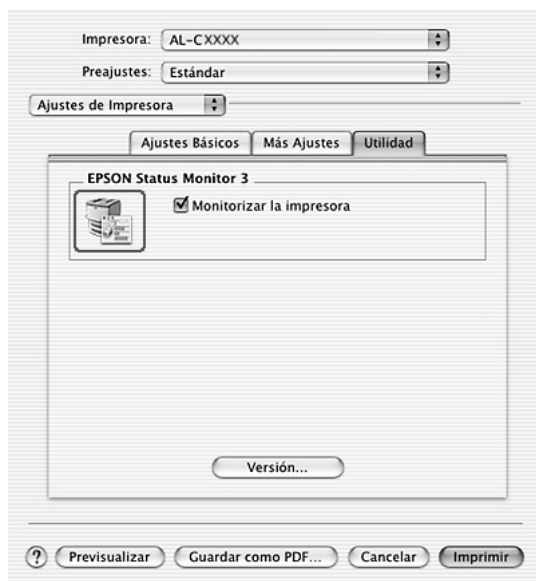 Impresora: AL-CXXXX
Preajustes: Estándar
Ajustes de Impresora
Ajustes Básicos Más Ajustes Utilidad
EPSON Status Monitor 3
Monitorizar la impresora
Versión...
? Previsualizar Guardar como PDF... Cancelar Imprimir